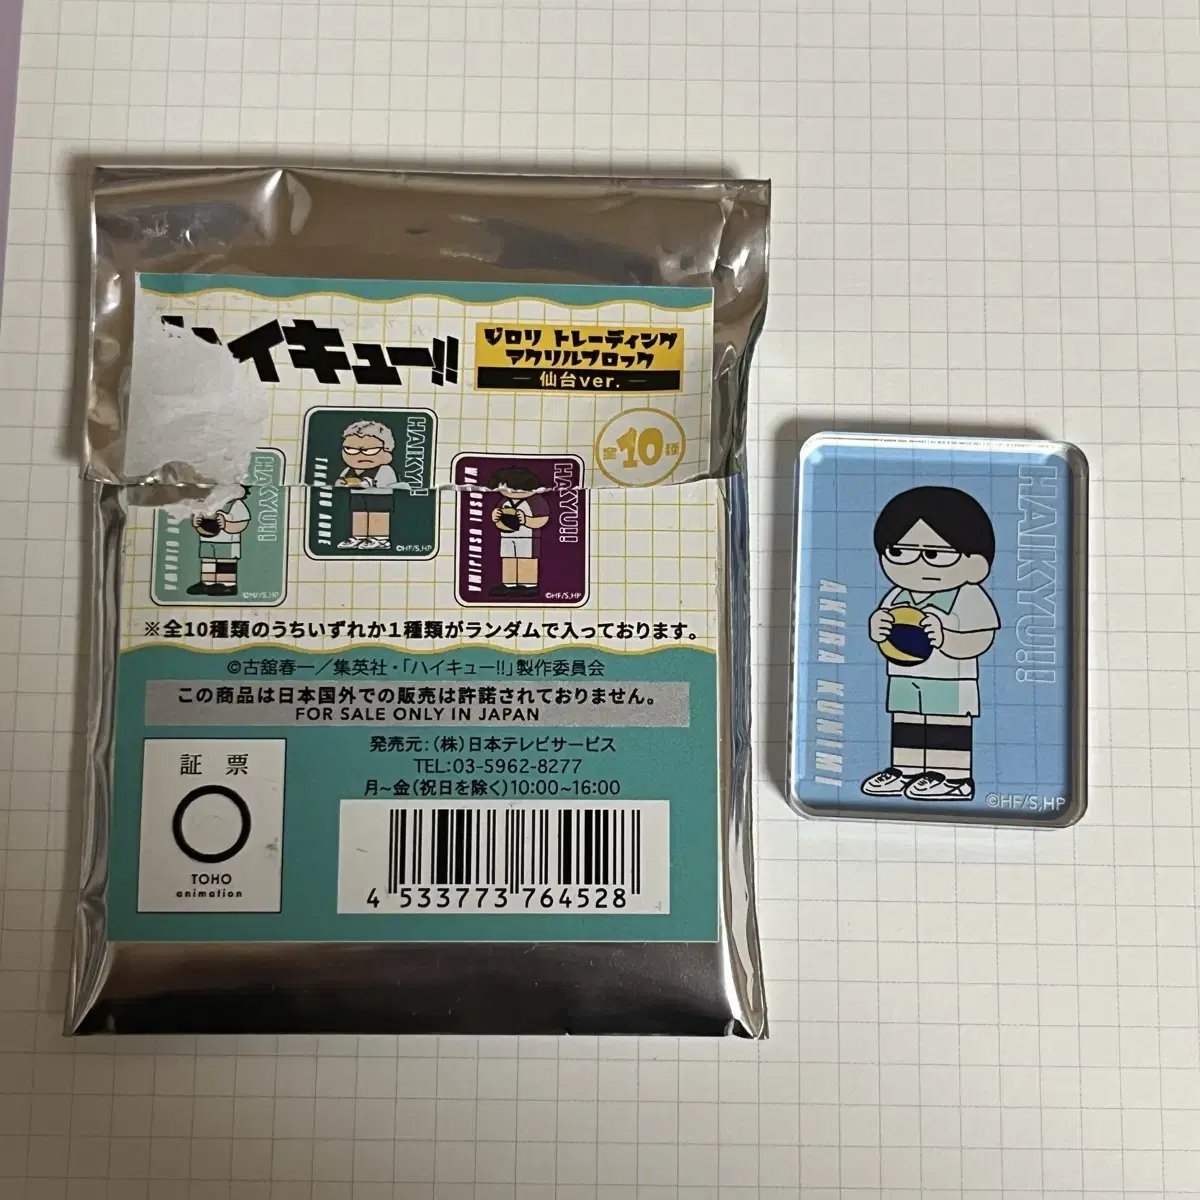 ハイキュー!!
ジロリ トレーディング
アクリルブロック
仙台ver.
全10種
HAIKYU!!
OIKAWA
©HF/S,HP
HAIKYU!!
TAKANOBU AONE
©HF/S,HP
HAIKYU!!
WAKATOSHI USHIJIMA
©HF/S,HP
※全10種類のうちいずれか1種類がランダムで入っております。
©古舘春一／集英社・「ハイキュー!!」製作委員会
この商品は日本国外での販売は許諾されておりません。
FOR SALE ONLY IN JAPAN
発売元：(株)日本テレビサービス
TEL:03-5962-8277
月~金(祝日を除く)10:00~16:00
証票
TOHO
animation
4 533773 764528
HAIKYU!!
AKIRA KUNIMI
©HF/S,HP